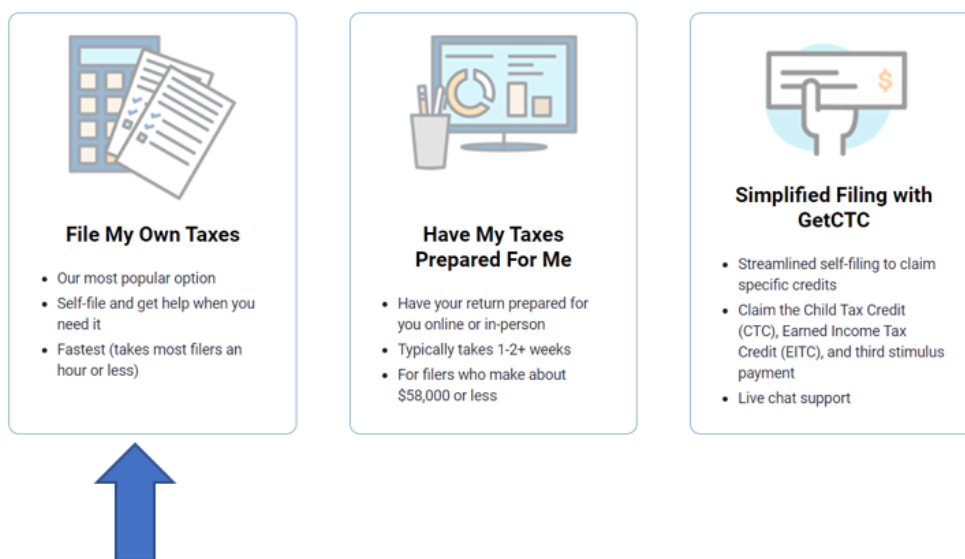 File My Own Taxes
• Our most popular option
• Self-file and get help when you
need it
• Fastest (takes most filers an
hour or less)
Have My Taxes
Prepared For Me
• Have your return prepared for
you online or in-person
• Typically takes 1-2+ weeks
• For filers who make about
$58,000 or less
$
Simplified Filing with
GetCTC
• Streamlined self-filing to claim
specific credits
• Claim the Child Tax Credit
(CTC), Earned Income Tax
Credit (EITC), and third stimulus
payment
• Live chat support